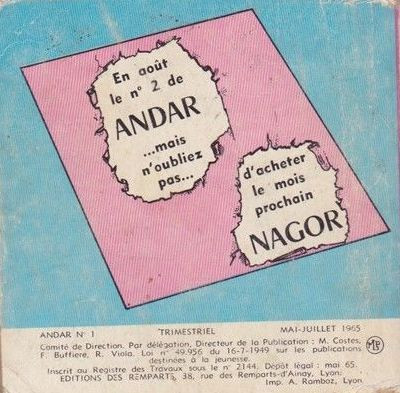 En août
le n° 2 de
ANDAR
...mais
n'oubliez
pas...
d'acheter
le mois
prochain
NAGOR
ANDAR N° 1 TRIMESTRIEL MAI-JUILLET 1965
Comité de Direction. Par délégation, Directeur de la Publication : M. Costes,
F. Buffiere, R. Viola. Loi n° 49.956 du 16-7-1949 sur les publications
destinées à la jeunesse.
Inscrit au Registre des Travaux sous le n° 2144. Dépôt légal : mai 65.
EDITIONS DES REMPARTS, 38, rue des Remparts-d'Ainay, Lyon.
Imp. A. Ramboz, Lyon